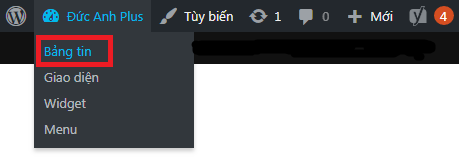 Đức Anh Plus Tùy biến 1 0 + Mới 4
Bảng tin
Giao diện
Widget
Menu